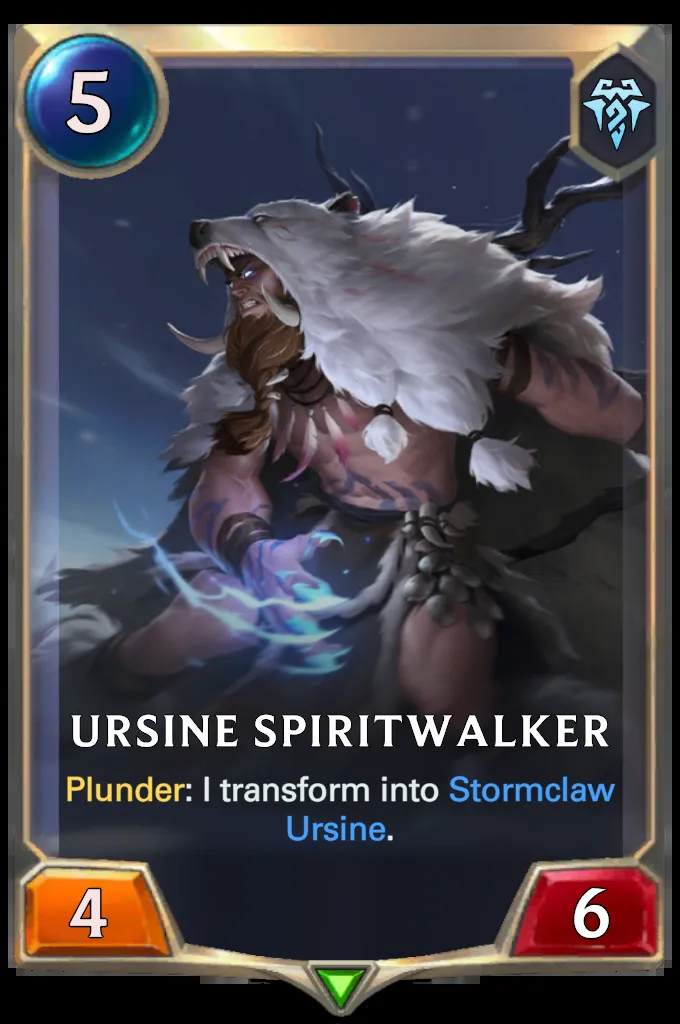 5
URSINE SPIRITWALKER
Plunder: I transform into Stormclaw
Ursine.
4
6